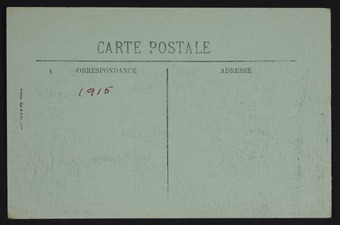 CARTE POSTALE
CORRESPONDANCE
ADRESSE
1915